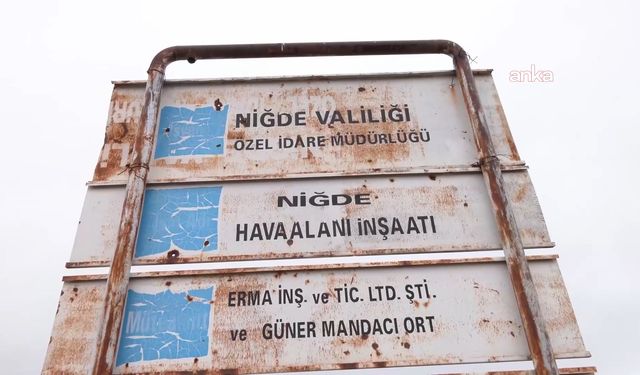 anka
NİĞDE VALİLİĞİ
ÖZEL İDARE MÜDÜRLÜĞÜ
NİĞDE
HAVAALANI İNŞAATI
ERMA İNŞ. ve TİC. LTD. ŞTİ.
ve GÜNER MANDACI ORT